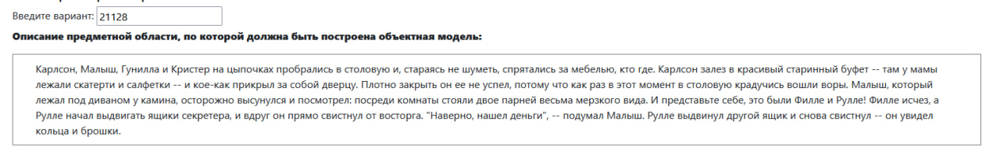 Введите вариант: 21128
Описание предметной области, по которой должна быть построена объектная модель:
Карлсон, Малыш, Гунилла и Кристер на цыпочках пробрались в столовую и, стараясь не шуметь, спрятались за мебелью, кто где. Карлсон залез в красивый старинный буфет -- там у мамы
лежали скатерти и салфетки -- и кое-как прикрыл за собой дверцу. Плотно закрыть он ее не успел, потому что как раз в этот момент в столовую крадучись вошли воры. Малыш, который
лежал под диваном у камина, осторожно высунулся и посмотрел: посреди комнаты стояли двое парней весьма мерзкого вида. И представьте себе, это были Филле и Рулле! Филле исчез, а
Рулле начал выдвигать ящики секретера, и вдруг он прямо свистнул от восторга. "Наверно, нашел деньги", -- подумал Малыш. Рулле выдвинул другой ящик и снова свистнул -- он увидел
кольца и брошки.